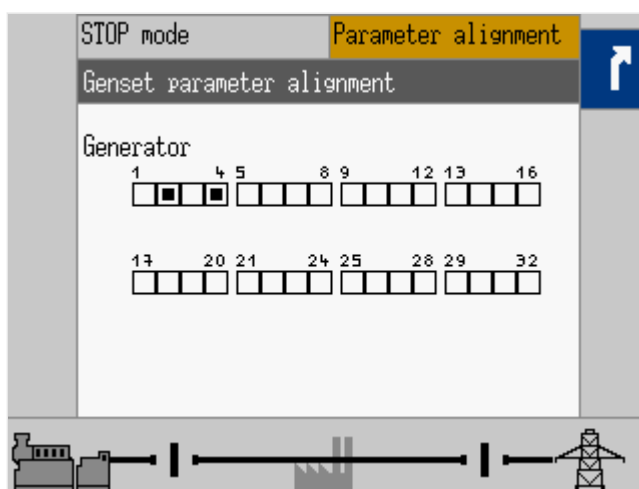 STOP mode Parameter alignment
Genset parameter alignment
Generator
1 4 5 8 9 12 13 16
17 20 21 24 25 28 29 32